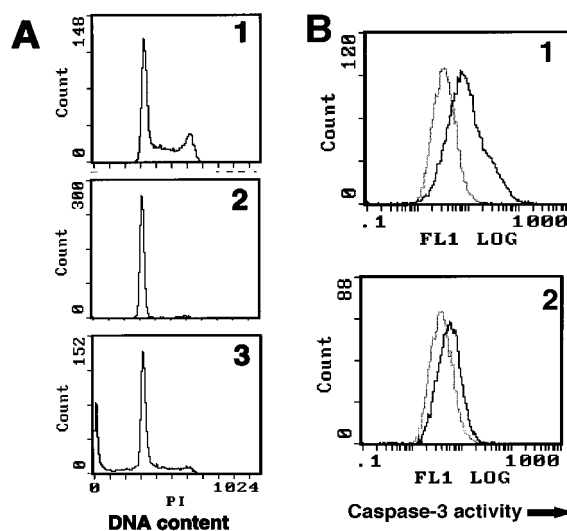 A
B
1
148
0
Count
2
300
0
Count
3
152
0
Count
0 1024
PI
DNA content
1
120
0
Count
.1 1000
FL1 LOG
2
88
0
Count
.1 1000
FL1 LOG
Caspase-3 activity